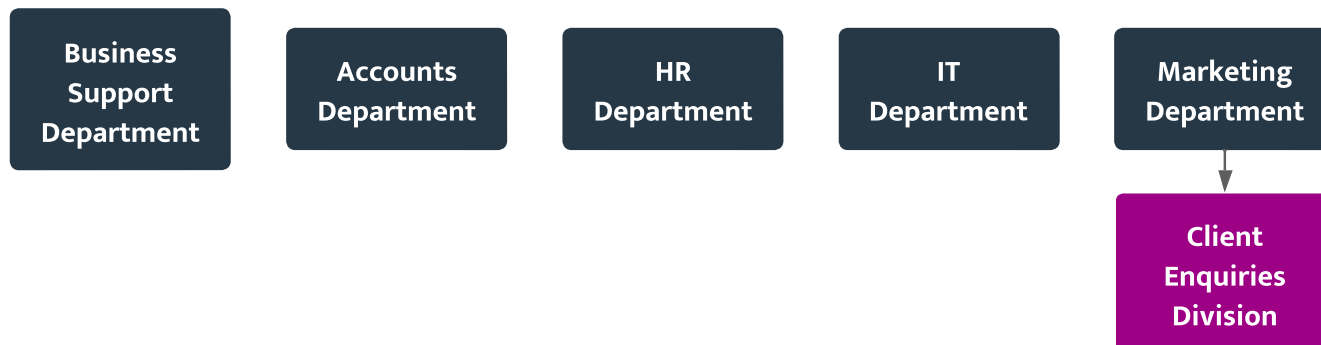 Business
Support
Department
Accounts
Department
HR
Department
IT
Department
Marketing
Department
Client
Enquiries
Division